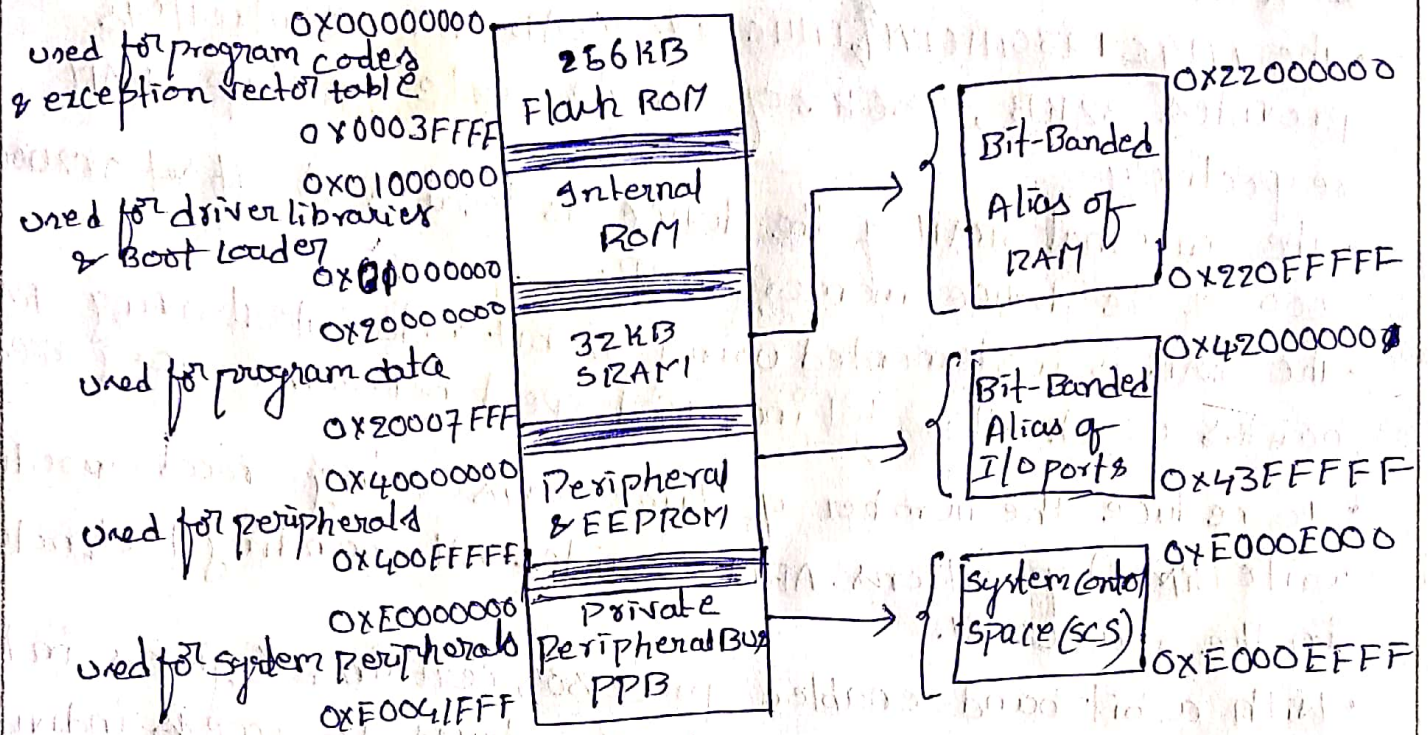 0X00000000
used for program codes
& exception vector table
0X0003FFFF
256KB
Flash ROM
0X01000000
used for driver libraries
& Boot Loader
Internal
ROM
0X20000000
used for program data
0X20007FFF
32KB
SRAM
0X40000000
used for peripherals
0X400FFFFF
Peripheral
& EEPROM
0XE0000000
used for system peripherals
0XE0041FFF
Private
Peripheral Bus
PPB
0X22000000
Bit-Banded
Alias of
RAM
0X220FFFFF
0X42000000
Bit-Banded
Alias of
I/O ports
0X43FFFFF
0XE000E000
System Contol
Space (SCS)
0XE000EFFF